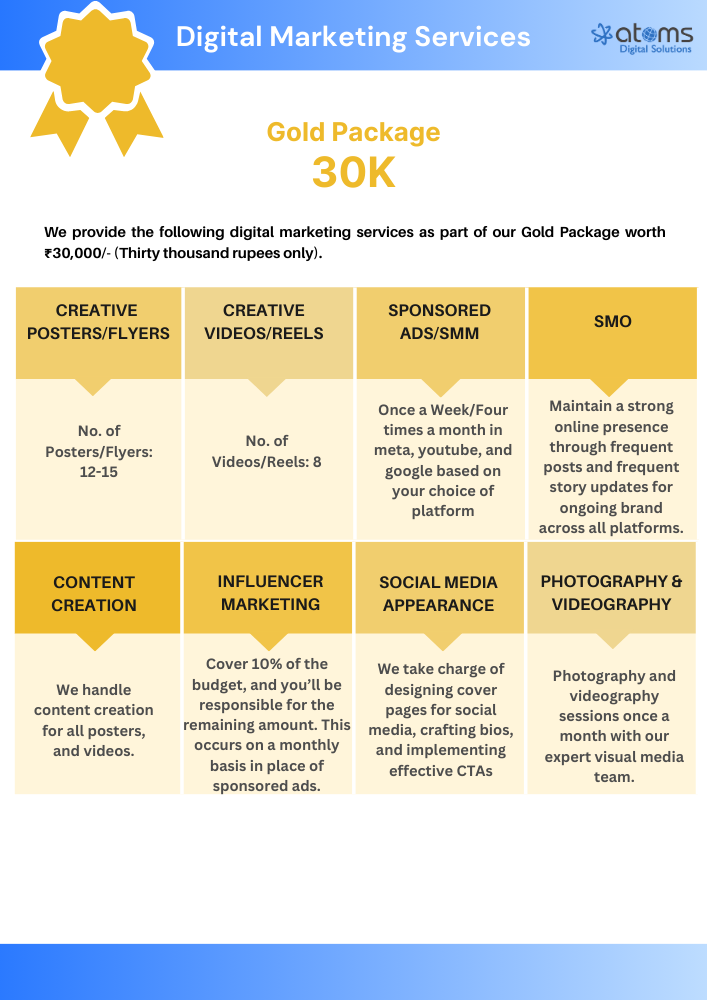 Digital Marketing Services
atoms
Digital Solutions
Gold Package
30K
We provide the following digital marketing services as part of our Gold Package worth
₹30,000/- (Thirty thousand rupees only).
CREATIVE
POSTERS/FLYERS
No. of
Posters/Flyers:
12-15
CREATIVE
VIDEOS/REELS
No. of
Videos/Reels: 8
SPONSORED
ADS/SMM
Once a Week/Four
times a month in
meta, youtube, and
google based on
your choice of
platform
SMO
Maintain a strong
online presence
through frequent
posts and frequent
story updates for
ongoing brand
across all platforms.
CONTENT
CREATION
We handle
content creation
for all posters,
and videos.
INFLUENCER
MARKETING
Cover 10% of the
budget, and you’ll be
responsible for the
remaining amount. This
occurs on a monthly
basis in place of
sponsored ads.
SOCIAL MEDIA
APPEARANCE
We take charge of
designing cover
pages for social
media, crafting bios,
and implementing
effective CTAs
PHOTOGRAPHY &
VIDEOGRAPHY
Photography and
videography
sessions once a
month with our
expert visual media
team.